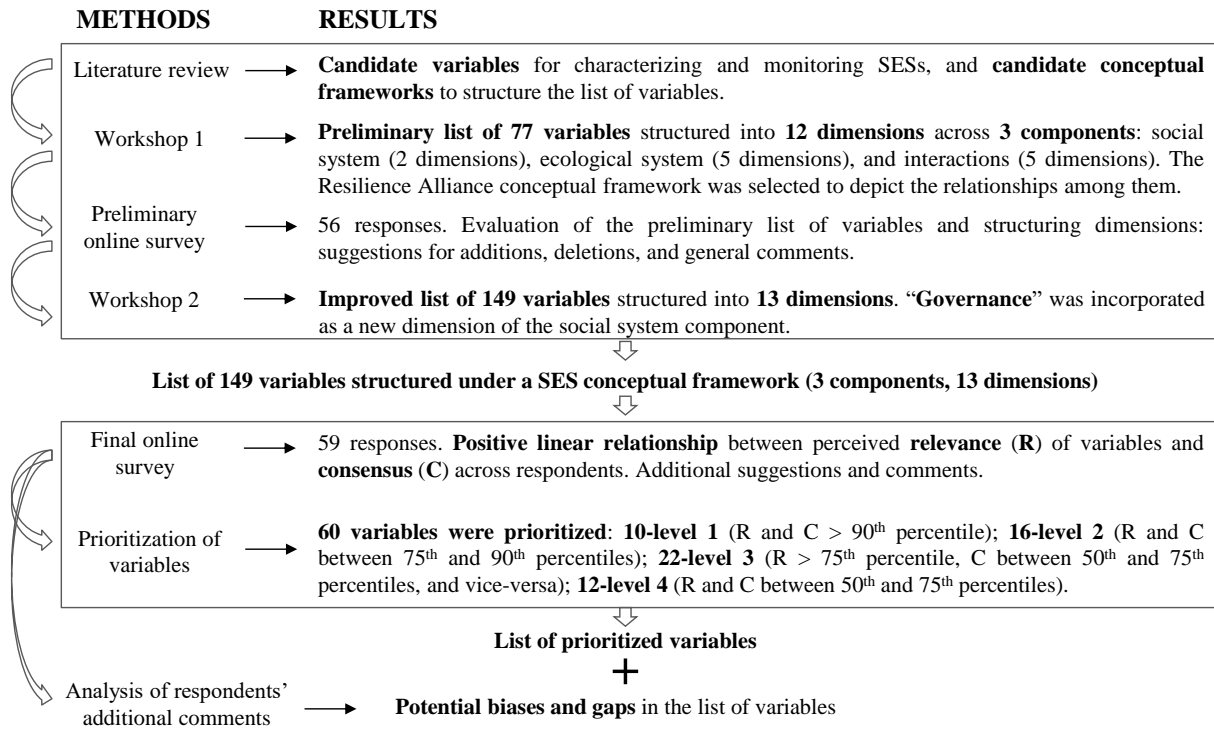 METHODS RESULTS
Literature review
Candidate variables for characterizing and monitoring SESs, and candidate conceptual
frameworks to structure the list of variables.
Workshop 1
Preliminary list of 77 variables structured into 12 dimensions across 3 components: social
system (2 dimensions), ecological system (5 dimensions), and interactions (5 dimensions). The
Resilience Alliance conceptual framework was selected to depict the relationships among them.
Preliminary
online survey
56 responses. Evaluation of the preliminary list of variables and structuring dimensions:
suggestions for additions, deletions, and general comments.
Workshop 2
Improved list of 149 variables structured into 13 dimensions. “Governance” was incorporated
as a new dimension of the social system component.
List of 149 variables structured under a SES conceptual framework (3 components, 13 dimensions)
Final online
survey
59 responses. Positive linear relationship between perceived relevance (R) of variables and
consensus (C) across respondents. Additional suggestions and comments.
Prioritization of
variables
60 variables were prioritized: 10-level 1 (R and C > 90th percentile); 16-level 2 (R and C
between 75th and 90th percentiles); 22-level 3 (R > 75th percentile, C between 50th and 75th
percentiles, and vice-versa); 12-level 4 (R and C between 50th and 75th percentiles).
List of prioritized variables
+
Analysis of respondents’
additional comments
Potential biases and gaps in the list of variables